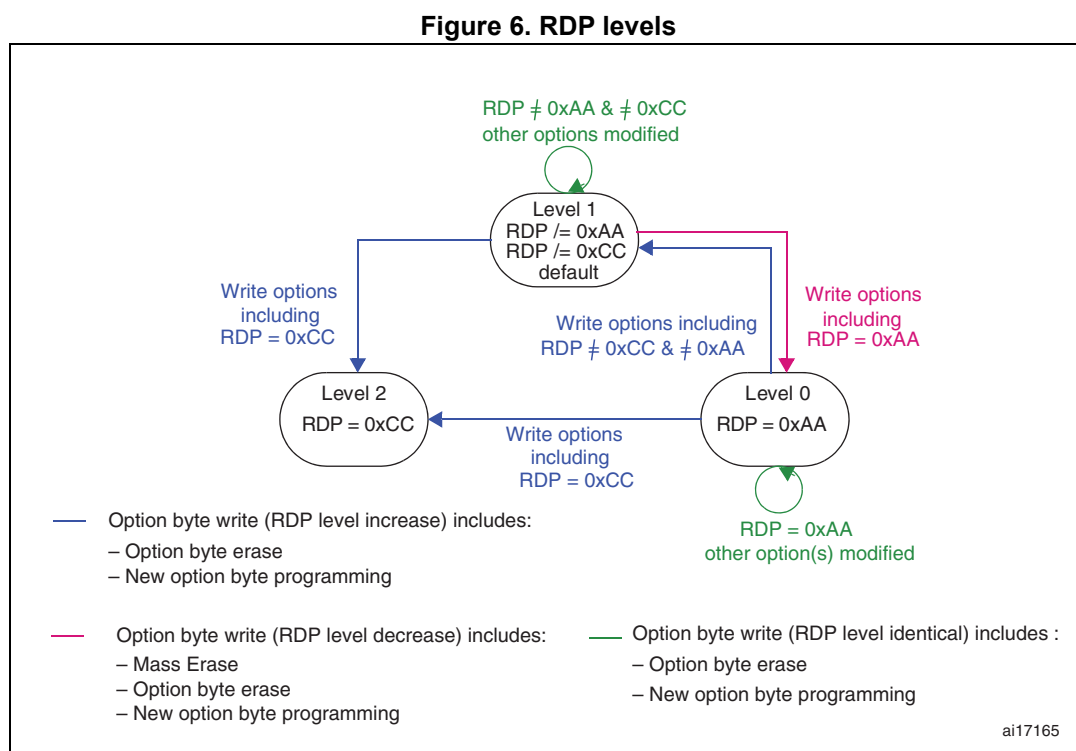 Figure 6. RDP levels
RDP ≠ 0xAA & ≠ 0xCC
other options modified
Level 1
RDP /= 0xAA
RDP /= 0xCC
default
Write options
including
RDP = 0xCC
Write options including
RDP ≠ 0xCC & ≠ 0xAA
Write options
including
RDP = 0xAA
Level 2
RDP = 0xCC
Level 0
RDP = 0xAA
Write options
including
RDP = 0xCC
RDP = 0xAA
other option(s) modified
Option byte write (RDP level increase) includes:
– Option byte erase
– New option byte programming
Option byte write (RDP level decrease) includes:
– Mass Erase
– Option byte erase
– New option byte programming
Option byte write (RDP level identical) includes :
– Option byte erase
– New option byte programming
ai17165